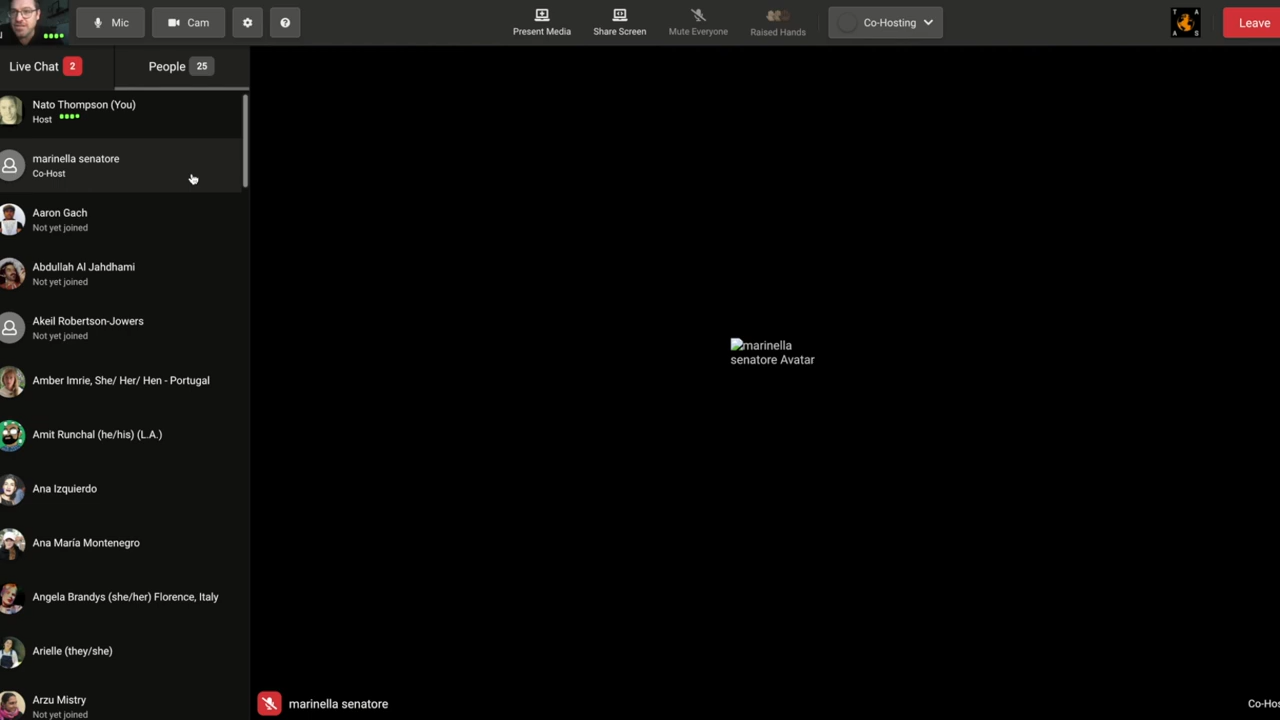 Mic
Cam
Present Media
Share Screen
Mute Everyone
Raised Hands
Co-Hosting
T A
A S
Leave
Live Chat 2
People 25
Nato Thompson (You)
Host
marinella senatore
Co-Host
Aaron Gach
Not yet joined
Abdullah Al Jahdhami
Not yet joined
Akeil Robertson-Jowers
Not yet joined
Amber Imrie, She/ Her/ Hen - Portugal
Amit Runchal (he/his) (L.A.)
Ana Izquierdo
Ana María Montenegro
Angela Brandys (she/her) Florence, Italy
Arielle (they/she)
Arzu Mistry
Not yet joined
marinella
senatore Avatar
marinella senatore
Co-Hos